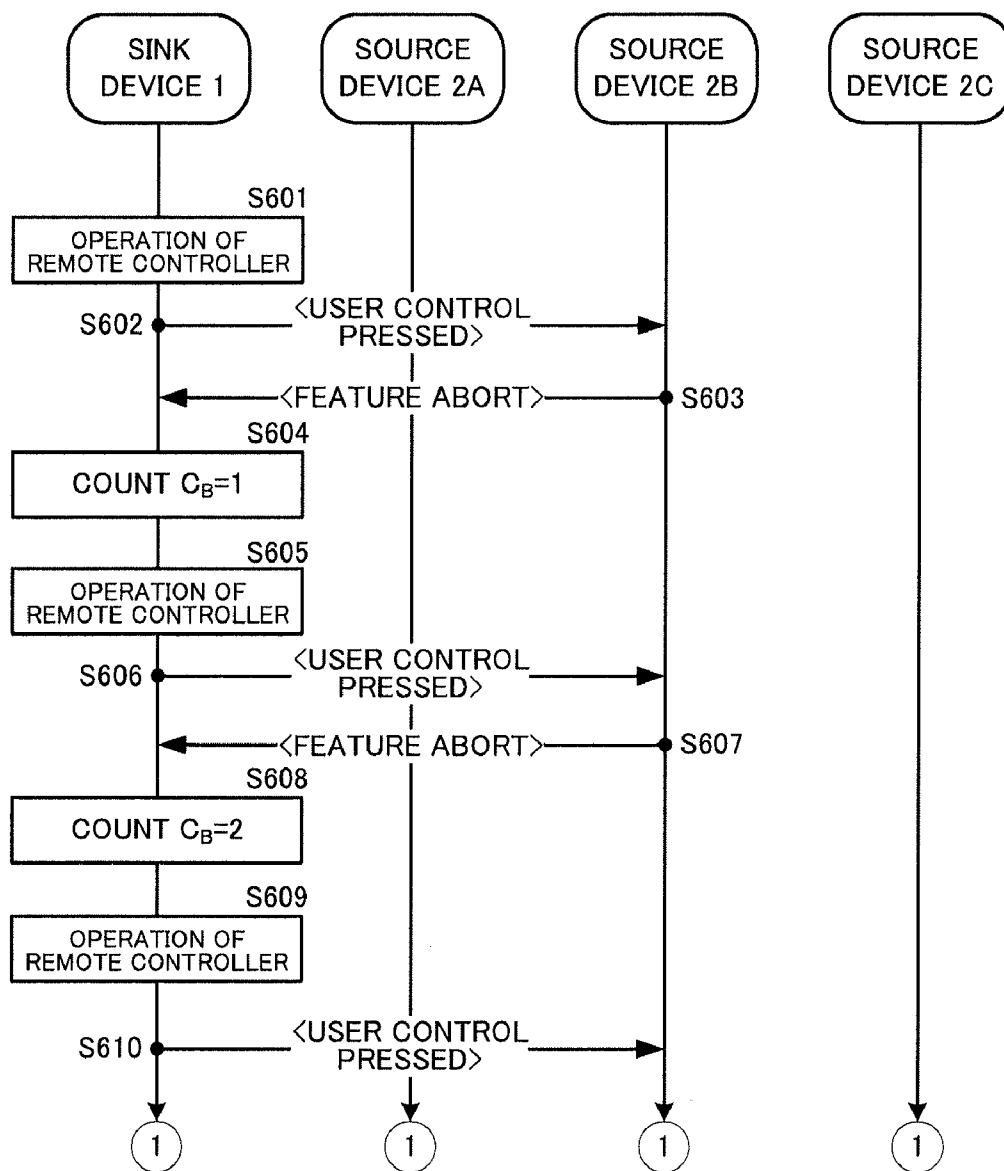 SINK
DEVICE 1
SOURCE
DEVICE 2A
SOURCE
DEVICE 2B
SOURCE
DEVICE 2C
S601
OPERATION OF
REMOTE CONTROLLER
S602
<USER CONTROL
PRESSED>
<FEATURE ABORT>
S603
S604
COUNT CB=1
S605
OPERATION OF
REMOTE CONTROLLER
S606
<USER CONTROL
PRESSED>
<FEATURE ABORT>
S607
S608
COUNT CB=2
S609
OPERATION OF
REMOTE CONTROLLER
S610
<USER CONTROL
PRESSED>
1
1
1
1